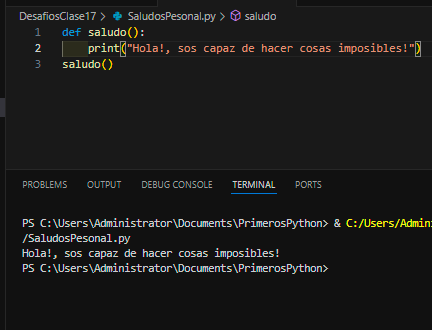 DesafiosClase17 > SaludosPesonal.py > saludo
1 def saludo():
2 print("Hola!, sos capaz de hacer cosas imposibles!")
3 saludo()
PROBLEMS OUTPUT DEBUG CONSOLE TERMINAL PORTS
PS C:\Users\Administrator\Documents\PrimerosPython> & C:/Users/Admini
/SaludosPesonal.py
Hola!, sos capaz de hacer cosas imposibles!
PS C:\Users\Administrator\Documents\PrimerosPython>